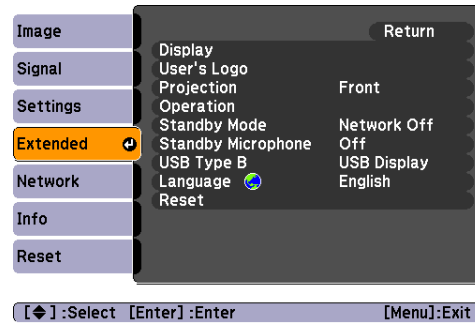 Image
Signal
Settings
Extended
Network
Info
Reset
Return
Display
User's Logo
Projection Front
Operation
Standby Mode Network Off
Standby Microphone Off
USB Type B USB Display
Language English
Reset
[◆] :Select [Enter] :Enter [Menu]:Exit